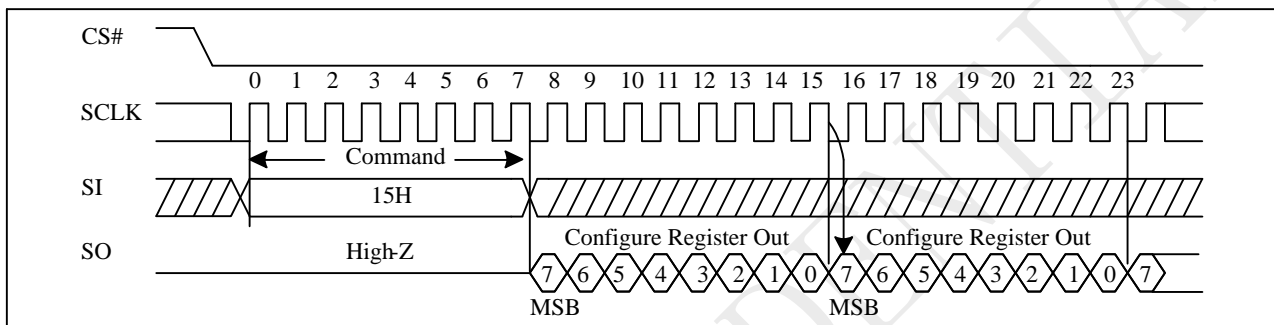 CS#
0 1 2 3 4 5 6 7 8 9 10 11 12 13 14 15 16 17 18 19 20 21 22 23
SCLK
Command
SI
15H
Configure Register Out Configure Register Out
SO
High-Z
7 6 5 4 3 2 1 0 7 6 5 4 3 2 1 0 7
MSB MSB